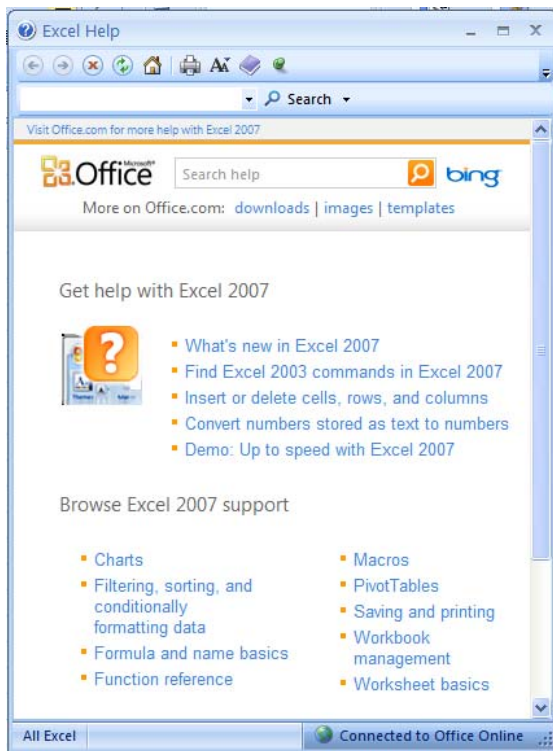 Excel Help
Search
Visit Office.com for more help with Excel 2007
Microsoft®
Office
Search help
bing
More on Office.com: downloads | images | templates
Get help with Excel 2007
What's new in Excel 2007
Find Excel 2003 commands in Excel 2007
Insert or delete cells, rows, and columns
Convert numbers stored as text to numbers
Demo: Up to speed with Excel 2007
Browse Excel 2007 support
Charts
Filtering, sorting, and
conditionally
formatting data
Formula and name basics
Function reference
Macros
PivotTables
Saving and printing
Workbook
management
Worksheet basics
All Excel
Connected to Office Online